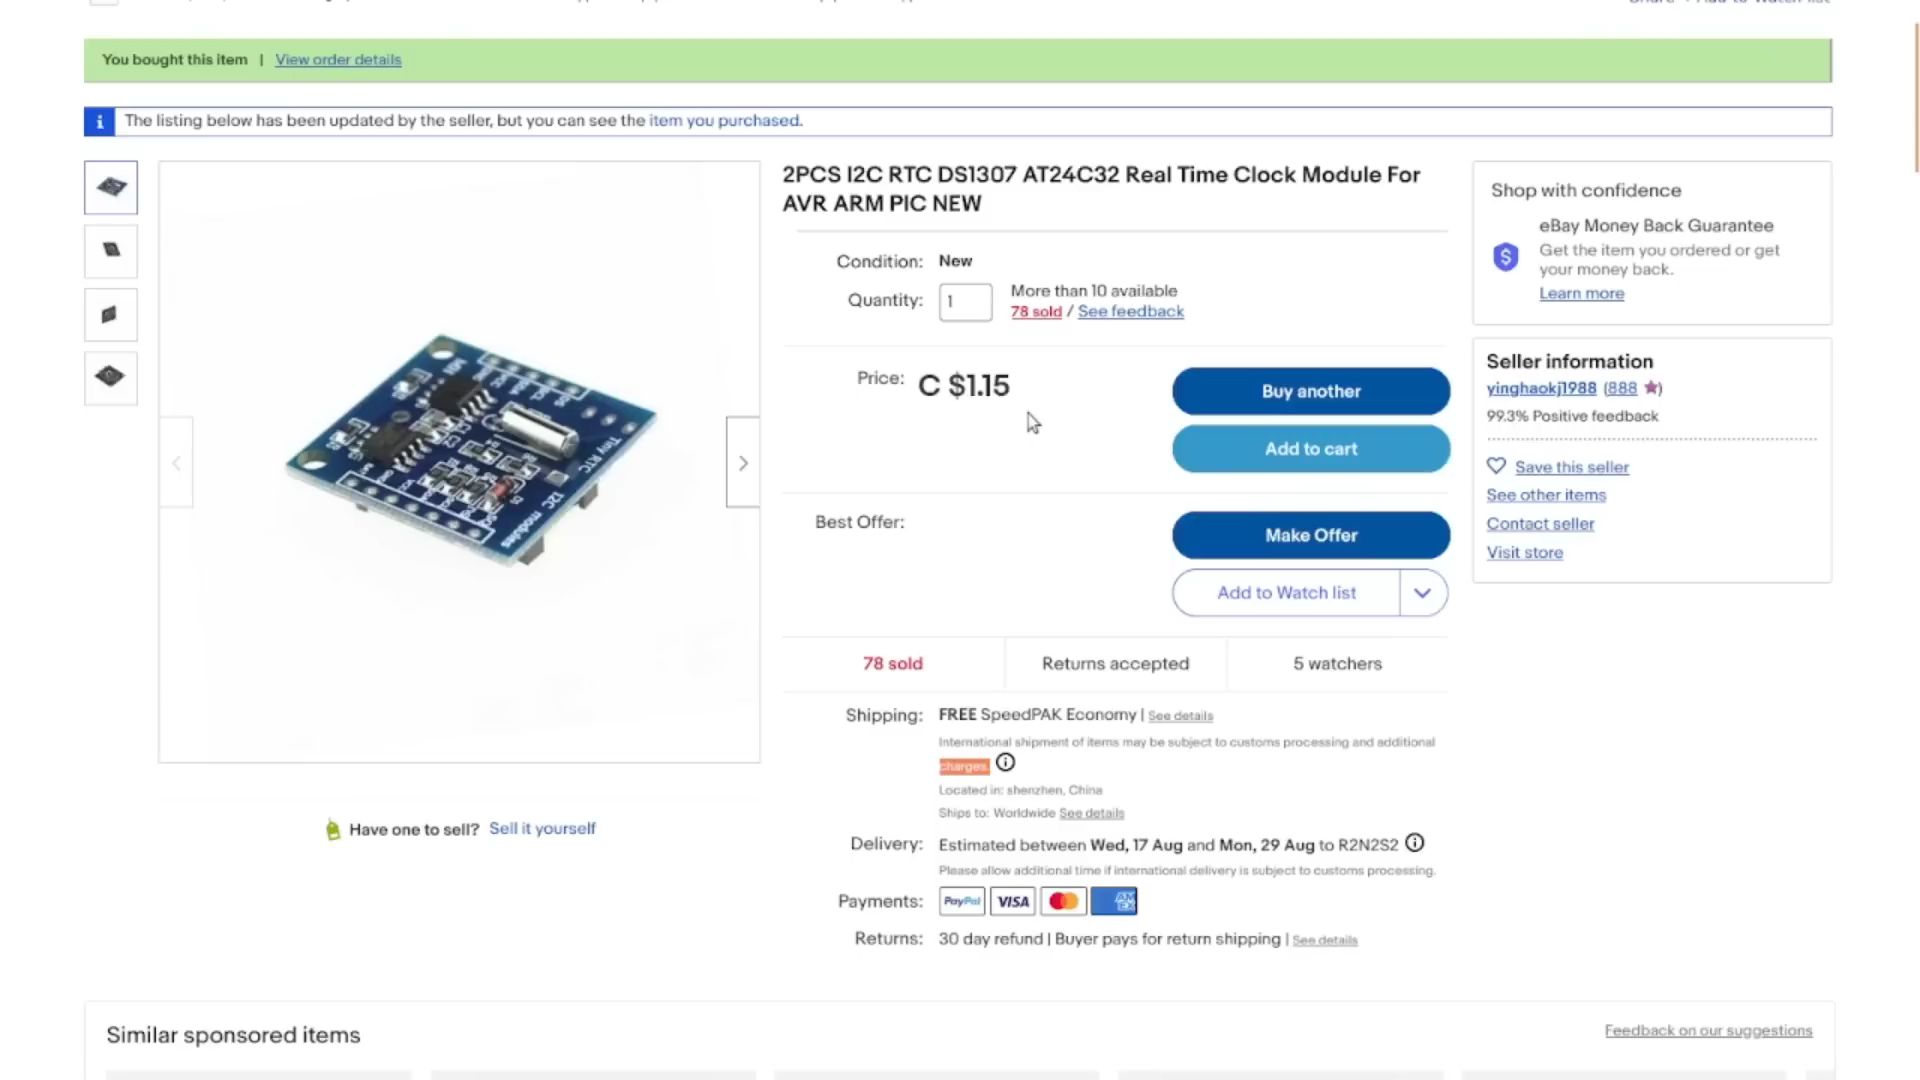 You bought this item | View order details
i The listing below has been updated by the seller, but you can see the item you purchased.
2PCS I2C RTC DS1307 AT24C32 Real Time Clock Module For
AVR ARM PIC NEW
Condition: New
Quantity: 1
More than 10 available
78 sold / See feedback
Price: C $1.15
Buy another
Add to cart
Best Offer:
Make Offer
Add to Watch list
78 sold
Returns accepted
5 watchers
Shipping: FREE SpeedPAK Economy | See details
International shipment of items may be subject to customs processing and additional
charges.
Located in: shenzhen, China
Ships to: Worldwide See details
Delivery: Estimated between Wed, 17 Aug and Mon, 29 Aug to R2N2S2
Please allow additional time if international delivery is subject to customs processing.
Payments: PayPal VISA AMEX
Returns: 30 day refund | Buyer pays for return shipping | See details
Shop with confidence
eBay Money Back Guarantee
Get the item you ordered or get
your money back.
Learn more
Seller information
yinghaokj1988 (888)
99.3% Positive feedback
Save this seller
See other items
Contact seller
Visit store
Tiny RTC
I2C modules
Have one to sell? Sell it yourself
Similar sponsored items
Feedback on our suggestions